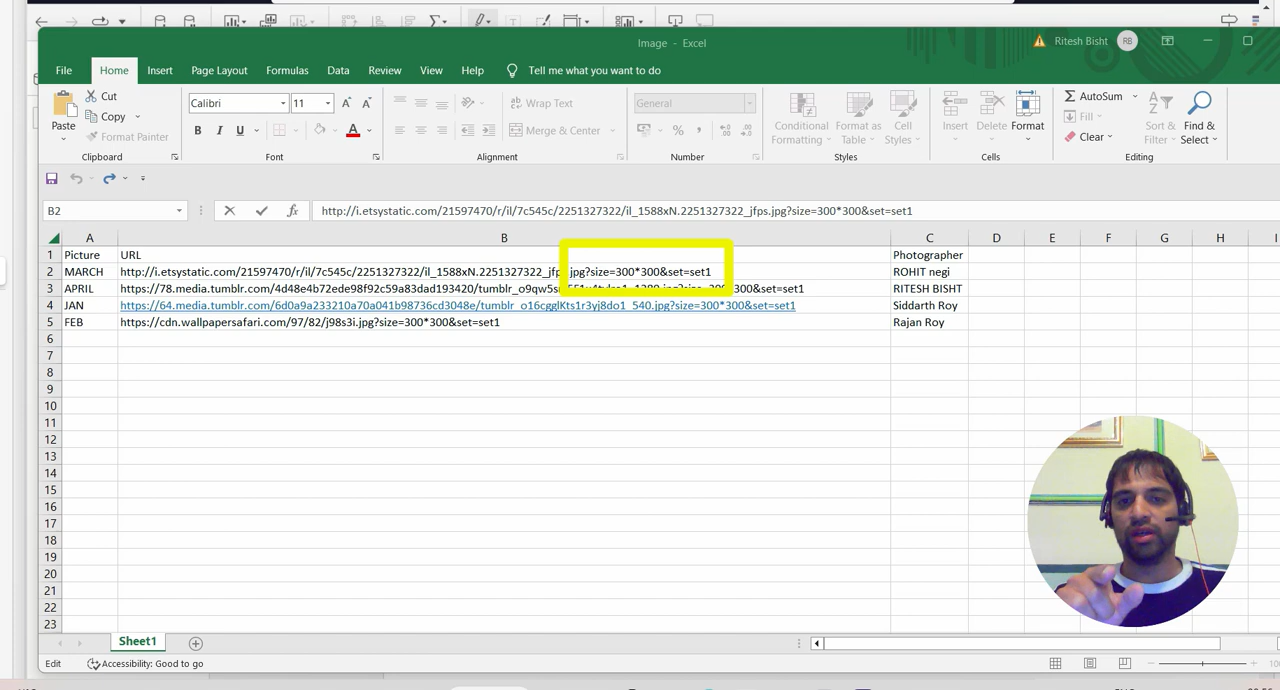 Image - Excel
Ritesh Bisht RB
File Home Insert Page Layout Formulas Data Review View Help Tell me what you want to do
Cut
Copy
Format Painter
Paste
Clipboard
Calibri 11
B I U A
Font
Wrap Text
Merge & Center
Alignment
General
%
Number
Conditional Formatting
Format as Table
Cell Styles
Styles
Insert Delete Format
Cells
AutoSum
Fill
Clear
Sort & Filter
Find & Select
Editing
B2 fx http://i.etsystatic.com/21597470/r/il/7c545c/2251327322/il_1588xN.2251327322_jfps.jpg?size=300*300&set=set1
A B C D E F G H I
1 Picture URL Photographer
2 MARCH http://i.etsystatic.com/21597470/r/il/7c545c/2251327322/il_1588xN.2251327322_jfp jpg?size=300*300&set=set1 ROHIT negi
3 APRIL *300&set=set1 RITESH BISHT
4 JAN https://64.media.tumblr.com/6d0a9a233210a70a041b98736cd3048e/tumblr_o16cgglKts1r3yj8do1_540.jpg?size=300*300&set=set1 Siddarth Roy
5 FEB https://cdn.wallpapersafari.com/97/82/j98s3i.jpg?size=300*300&set=set1 Rajan Roy
6
7
8
9
10
11
12
13
14
15
16
17
18
19
20
21
22
23
Sheet1
Edit Accessibility: Good to go